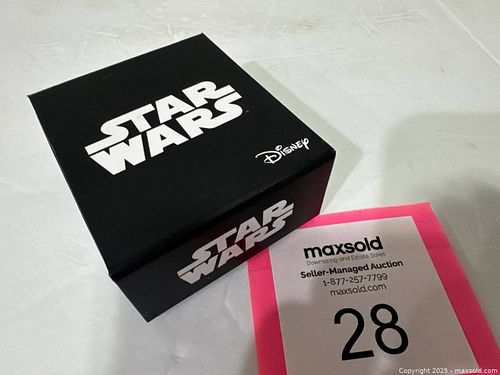 STAR
WARS
Disney
STAR
WARS
maxsold
Downsizing and Estate Sales
Seller-Managed Auction
1-877-257-7799
maxsold.com
28
Copyright 2025 - maxsold.com